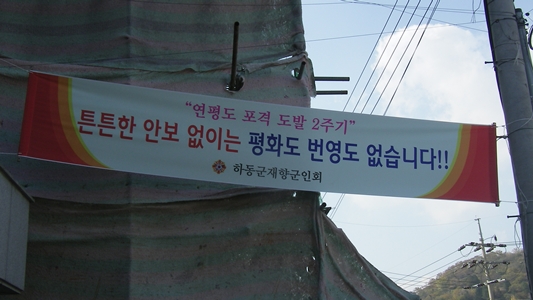 “연평도 포격 도발 2주기”
튼튼한 안보 없이는 평화도 번영도 없습니다!!
하동군재향군인회